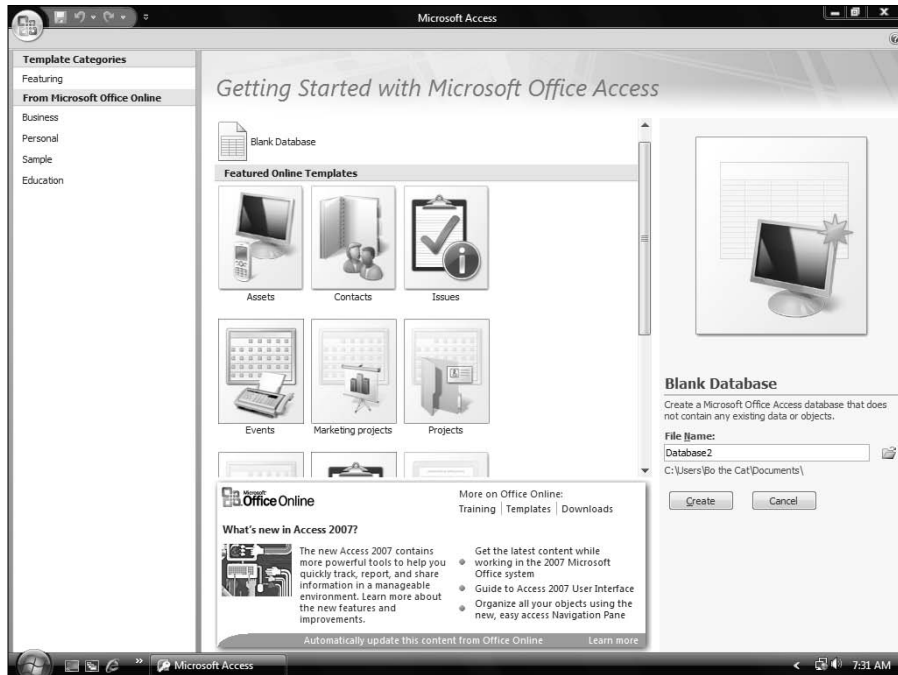 Microsoft Access
Template Categories
Featuring
From Microsoft Office Online
Business
Personal
Sample
Education
Getting Started with Microsoft Office Access
Blank Database
Featured Online Templates
Assets
Contacts
Issues
Events
Marketing projects
Projects
Microsoft
Office Online
More on Office Online:
Training | Templates | Downloads
What's new in Access 2007?
The new Access 2007 contains
more powerful tools to help you
quickly track, report, and share
information in a manageable
environment. Learn more about
the new features and
improvements.
Get the latest content while
working in the 2007 Microsoft
Office system
Guide to Access 2007 User Interface
Organize all your objects using the
new, easy access Navigation Pane
Automatically update this content from Office Online
Learn more
Blank Database
Create a Microsoft Office Access database that does
not contain any existing data or objects.
File Name:
Database2
C:\Users\Bo the Cat\Documents\
Create
Cancel
Microsoft Access
7:31 AM